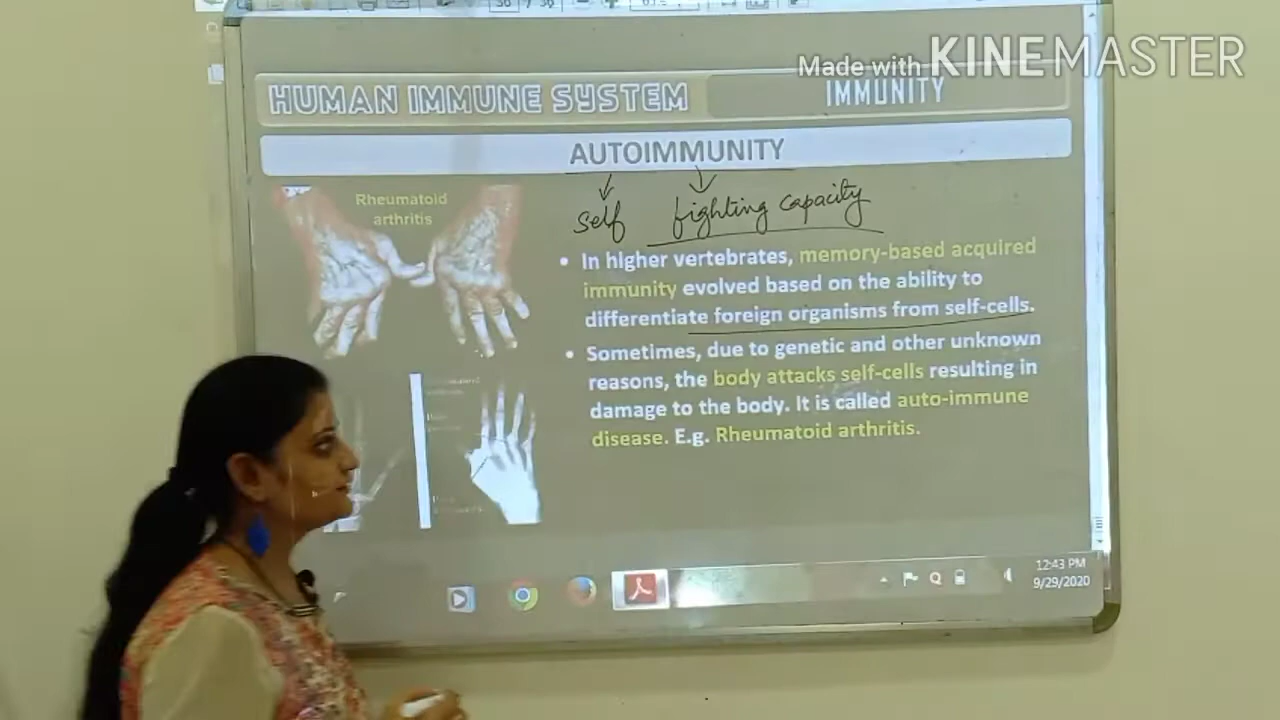 36 / 36
Made with KINEMASTER
HUMAN IMMUNE SYSTEM
IMMUNITY
AUTOIMMUNITY
Rheumatoid
arthritis
self fighting capacity
• In higher vertebrates, memory-based acquired
immunity evolved based on the ability to
differentiate foreign organisms from self-cells.
• Sometimes, due to genetic and other unknown
reasons, the body attacks self-cells resulting in
damage to the body. It is called auto-immune
disease. E.g. Rheumatoid arthritis.
12:43 PM
9/29/2020